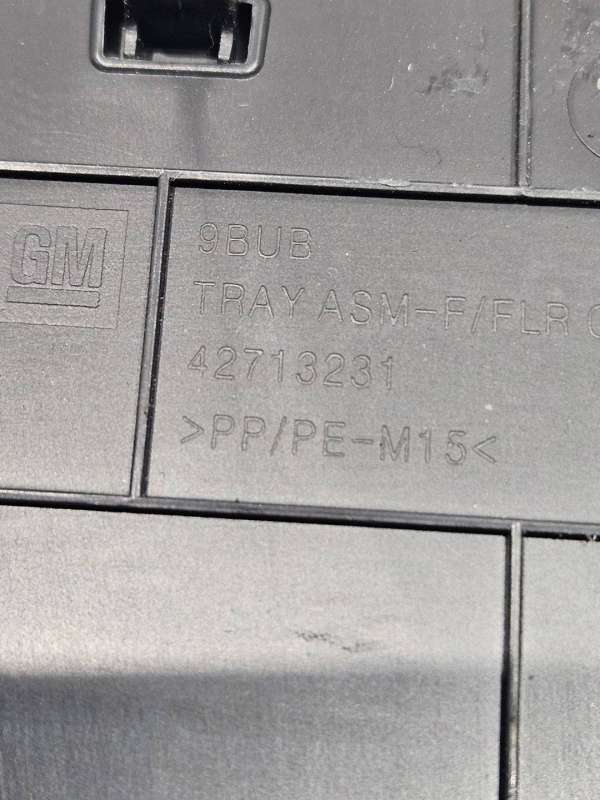 GM
9BUB
TRAY ASM-F/FLR C
42713231
>PP/PE-M15<